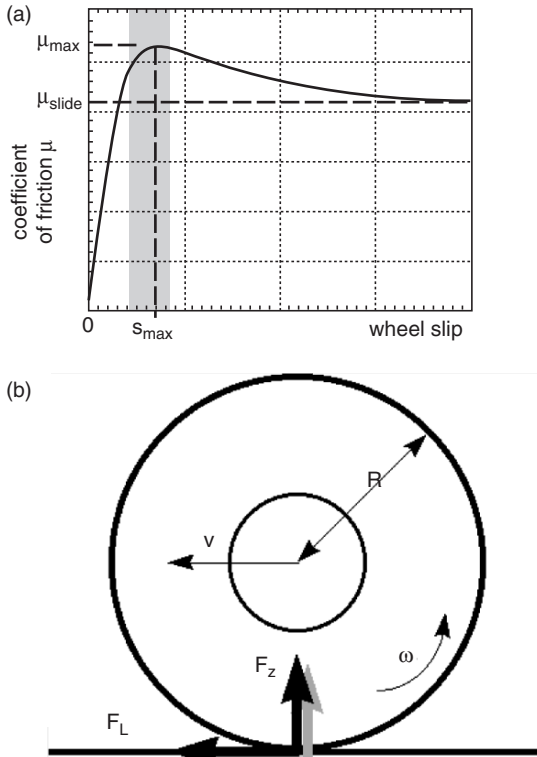 (a)
μmax
μslide
coefficient
of friction μ
0
smax
wheel slip
(b)
R
v
ω
Fz
FL